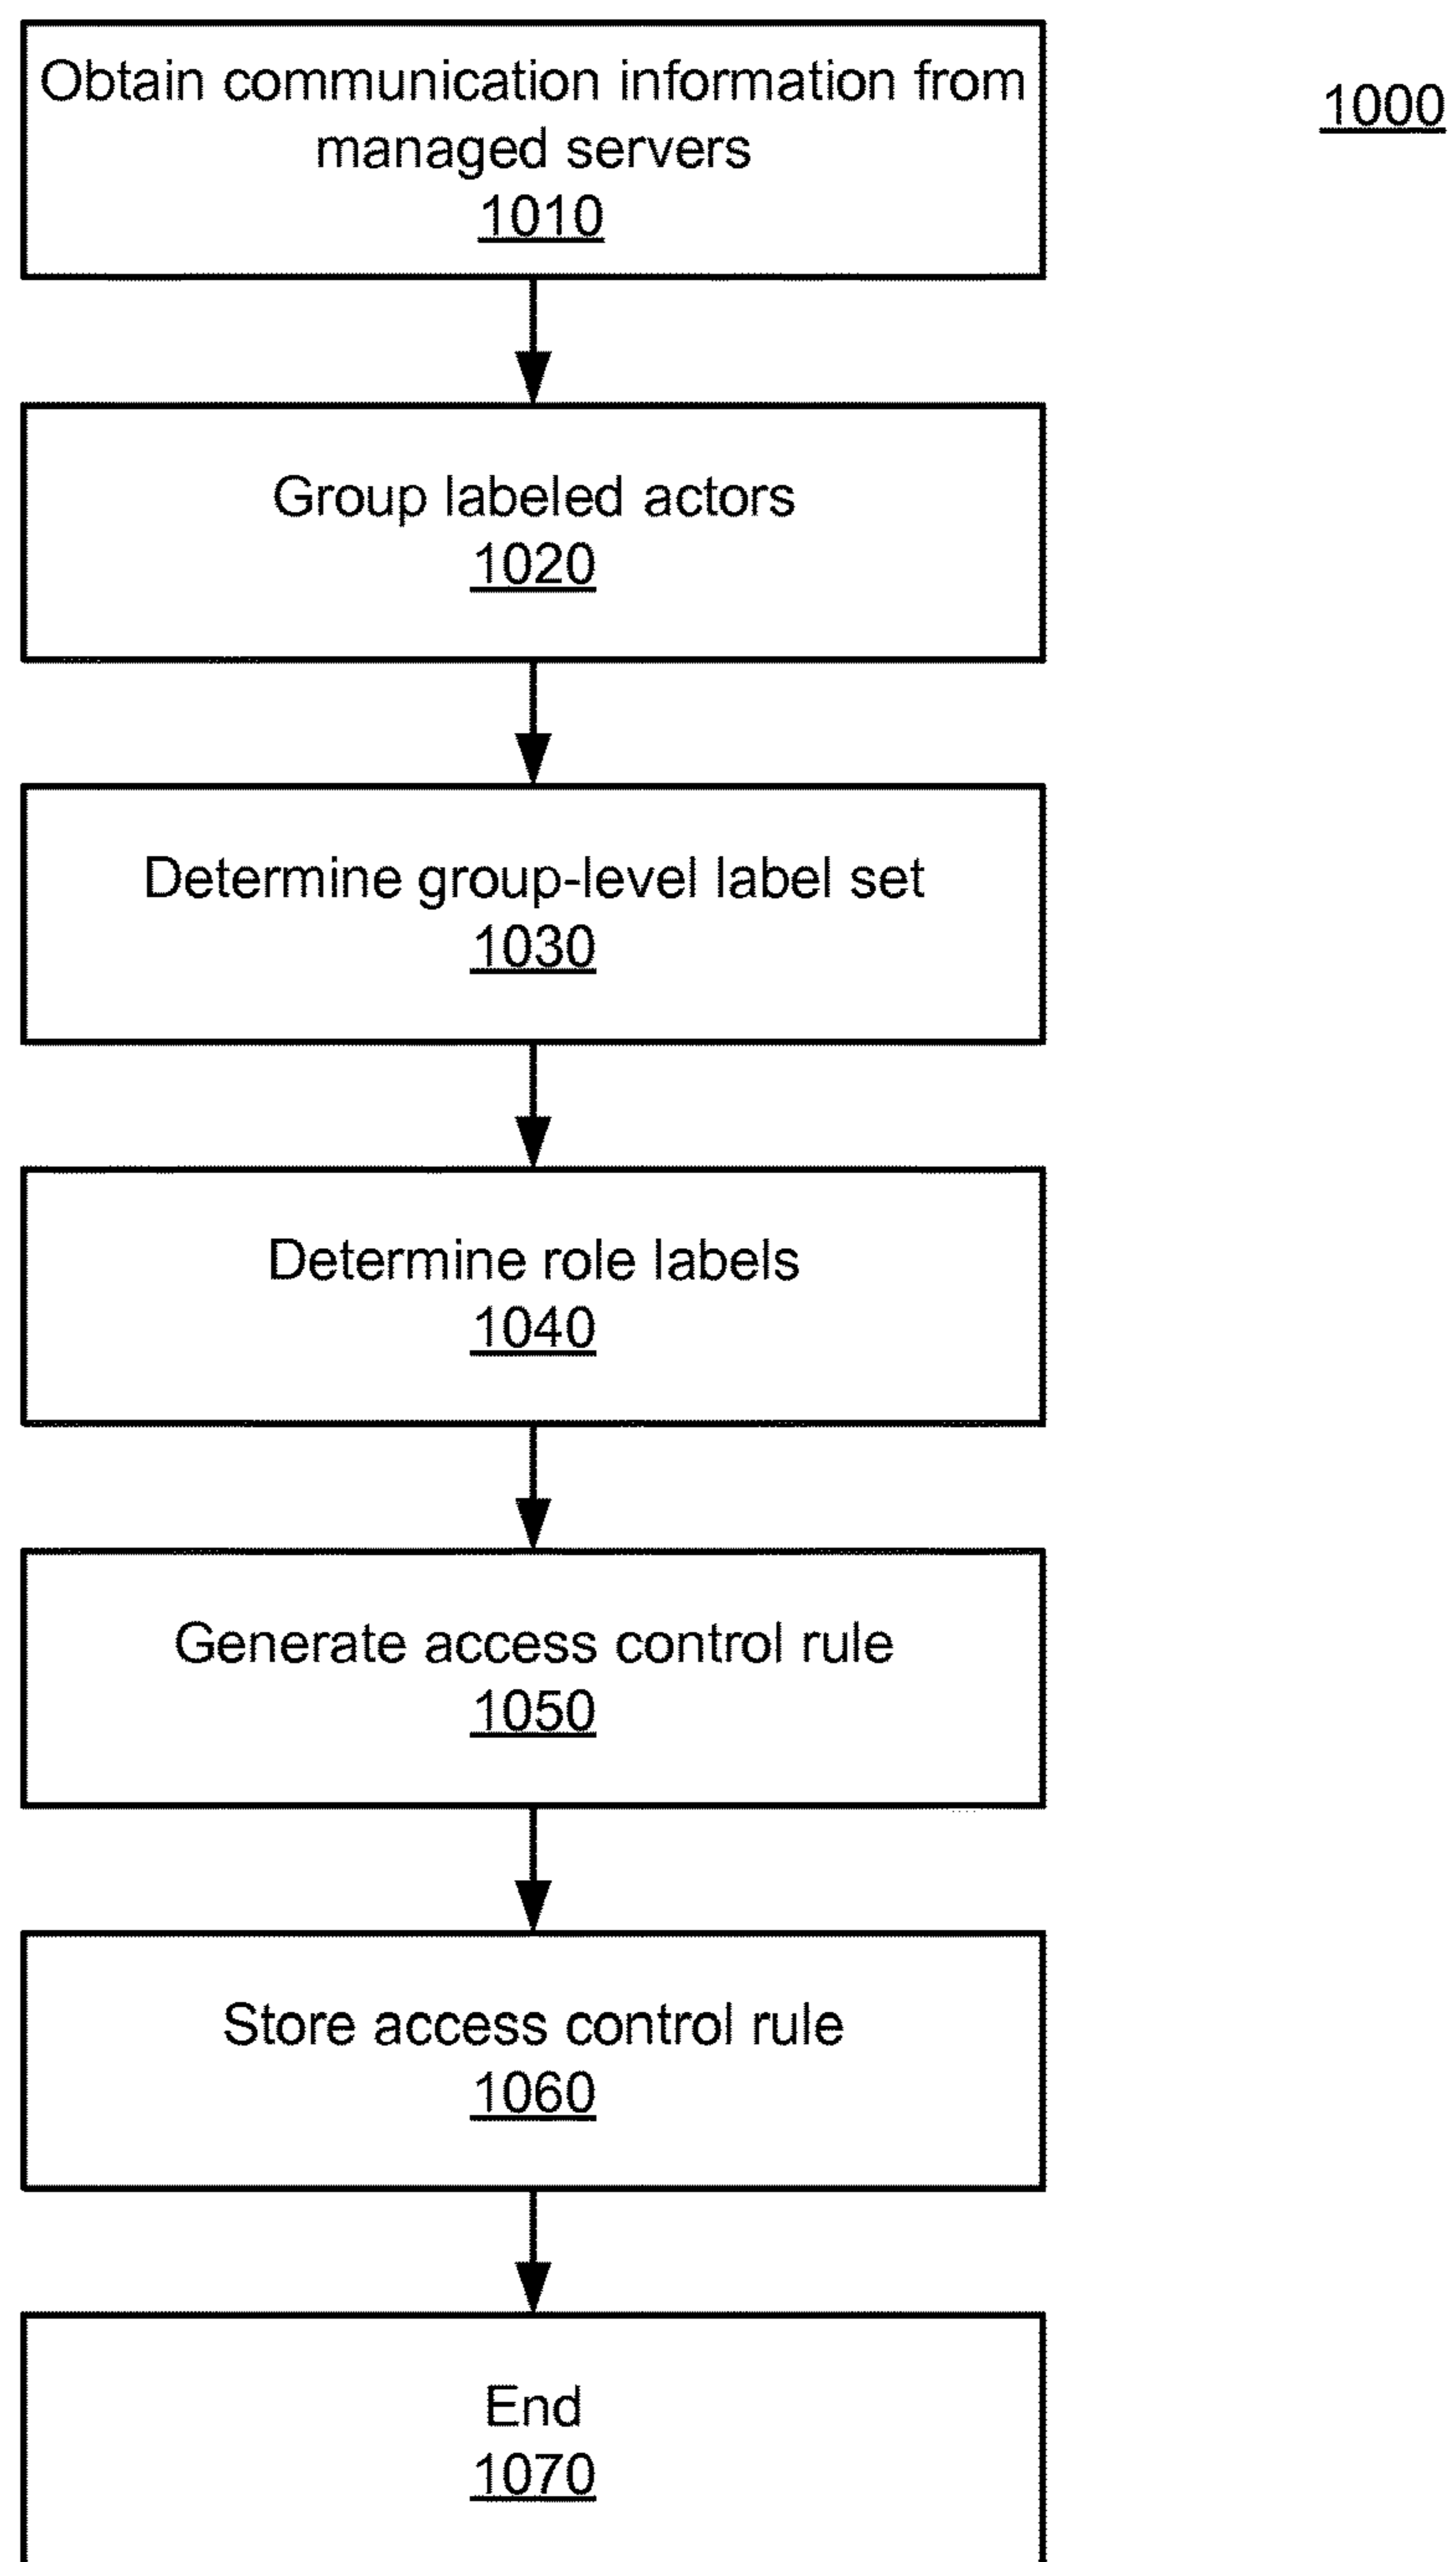 Obtain communication information from
managed servers
1010
1000
Group labeled actors
1020
Determine group-level label set
1030
Determine role labels
1040
Generate access control rule
1050
Store access control rule
1060
End
1070